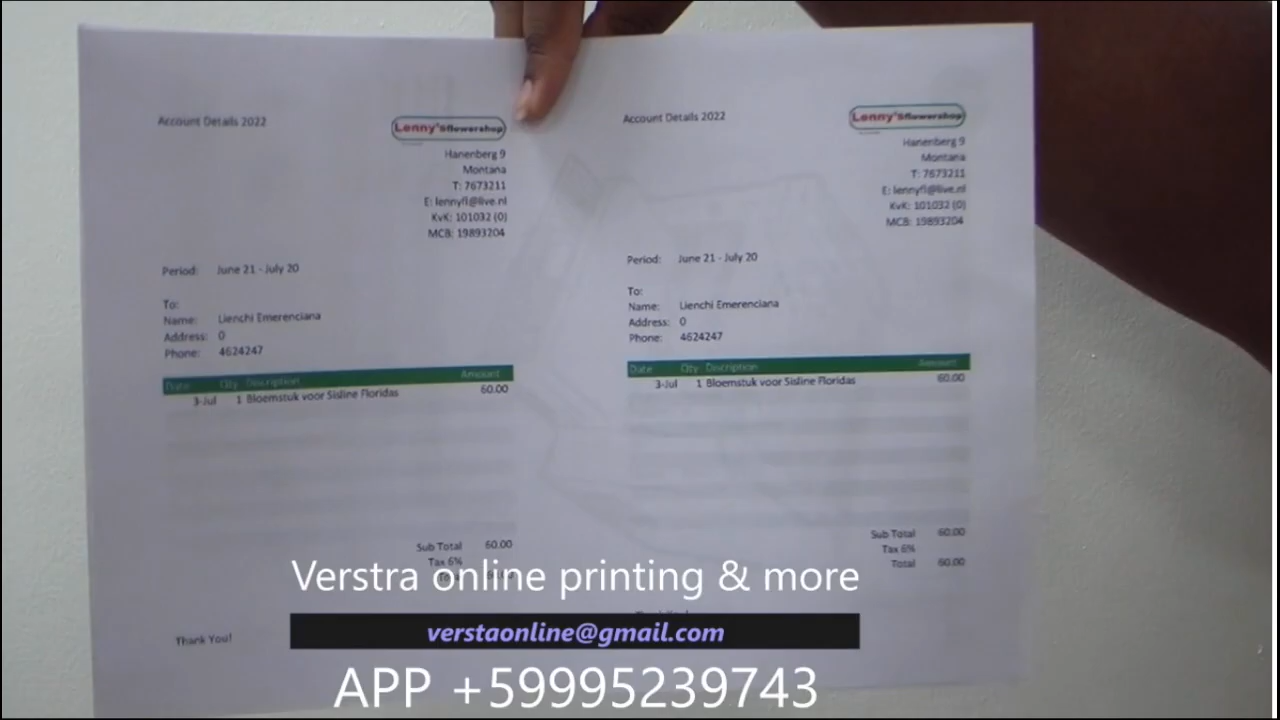 Account Details 2022
Lenny'sflowershop
Hanenberg 9
Montana
T: 7673211
E: lennyfl@live.nl
KvK: 101032 (0)
MCB: 19893204
Period: June 21 - July 20
To:
Name: Lienchi Emerenciana
Address: 0
Phone: 4624247
Date Qty Discription Amount
3-Jul 1 Bloemstuk voor Sisline Floridas 60.00
Sub Total 60.00
Tax 6%
Thank You!
Account Details 2022
Lenny'sflowershop
Hanenberg 9
Montana
T: 7673211
E: lennyfl@live.nl
KvK: 101032 (0)
MCB: 19893204
Period: June 21 - July 20
To:
Name: Lienchi Emerenciana
Address: 0
Phone: 4624247
Date Qty Discription Amount
3-Jul 1 Bloemstuk voor Sisline Floridas 60.00
Sub Total 60.00
Tax 6%
Total 60.00
Verstra online printing & more
verstaonline@gmail.com
APP +59995239743